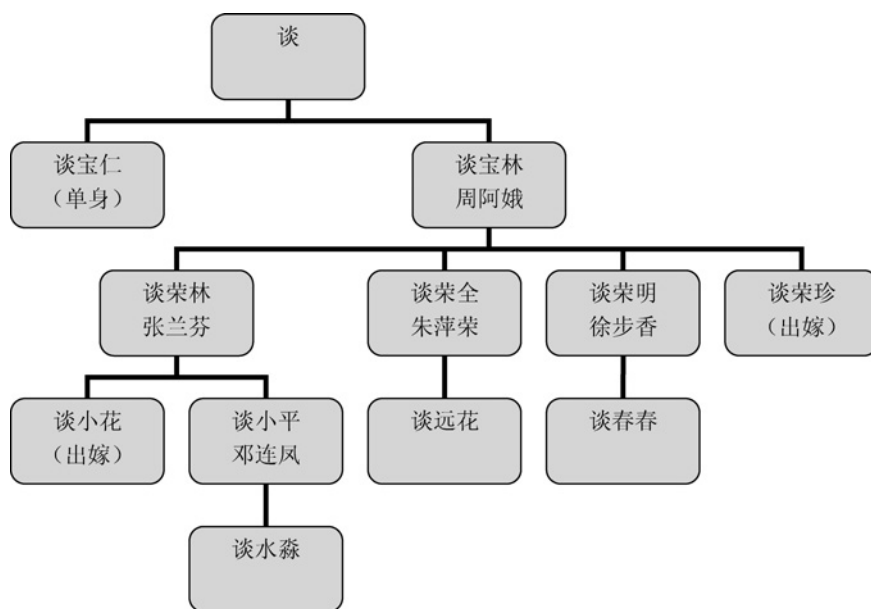 谈
谈宝仁
（单身）
谈宝林
周阿娥
谈荣林
张兰芬
谈荣全
朱萍荣
谈荣明
徐步香
谈荣珍
（出嫁）
谈小花
（出嫁）
谈小平
邓连凤
谈远花
谈春春
谈水淼